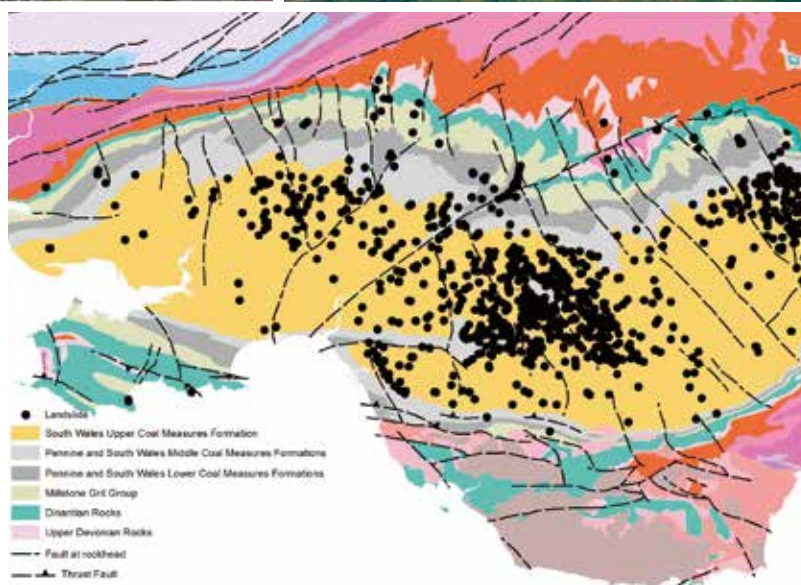 Landslide
South Wales Upper Coal Measures Formation
Pennine and South Wales Middle Coal Measures Formations
Pennine and South Wales Lower Coal Measures Formations
Millstone Grit Group
Dinantian Rocks
Upper Devonian Rocks
Fault at rockhead
Thrust Fault